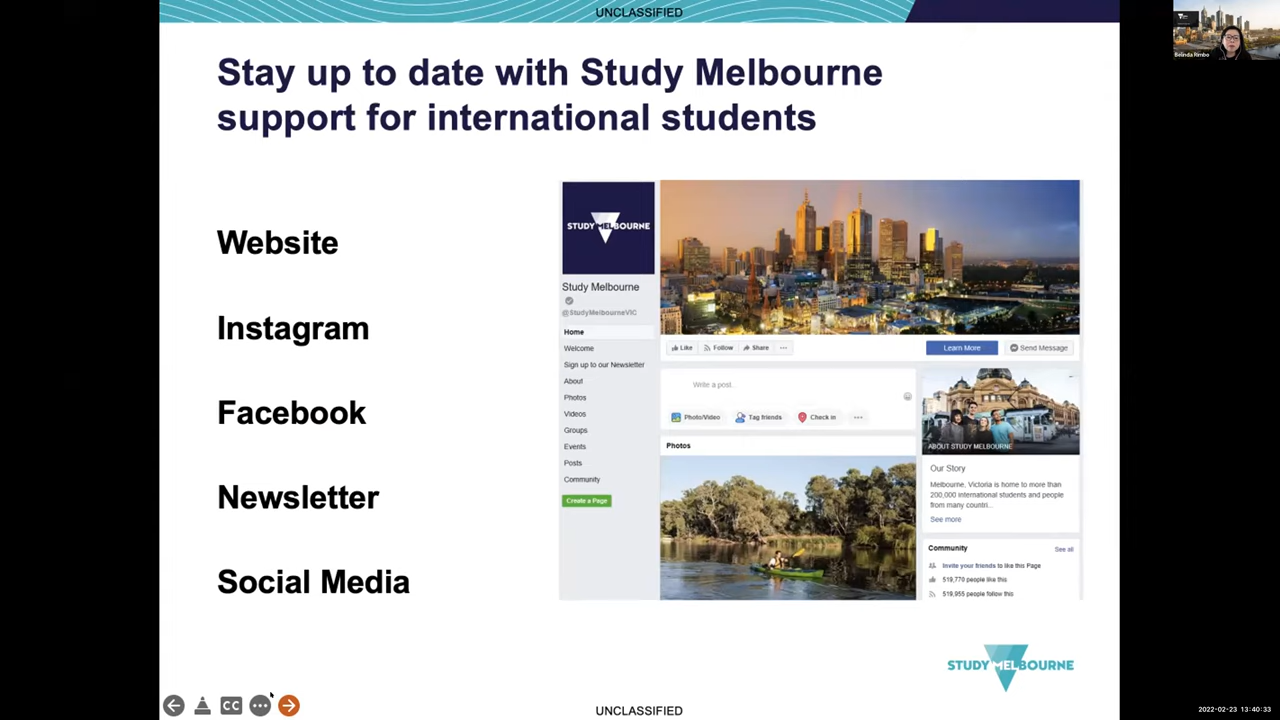 UNCLASSIFIED
Stay up to date with Study Melbourne
support for international students
Website
Instagram
Facebook
Newsletter
Social Media
STUDY MELBOURNE
Study Melbourne
@StudyMelbourneVIC
Home
Welcome
Sign up to our Newsletter
About
Photos
Videos
Groups
Events
Posts
Community
Create a Page
Like Follow Share ...
Learn More
Send Message
Write a post.
Photo/Video Tag friends Check in ...
Photos
ABOUT STUDY MELBOURNE
Our Story
Melbourne, Victoria is home to more than
200,000 international students and people
from many countri...
See more
Community See all
Invite your friends to like this Page
519,770 people like this
519,955 people follow this
STUDY MELBOURNE
CC
UNCLASSIFIED
Belinda Rimbo
2022-02-23 13:40:33